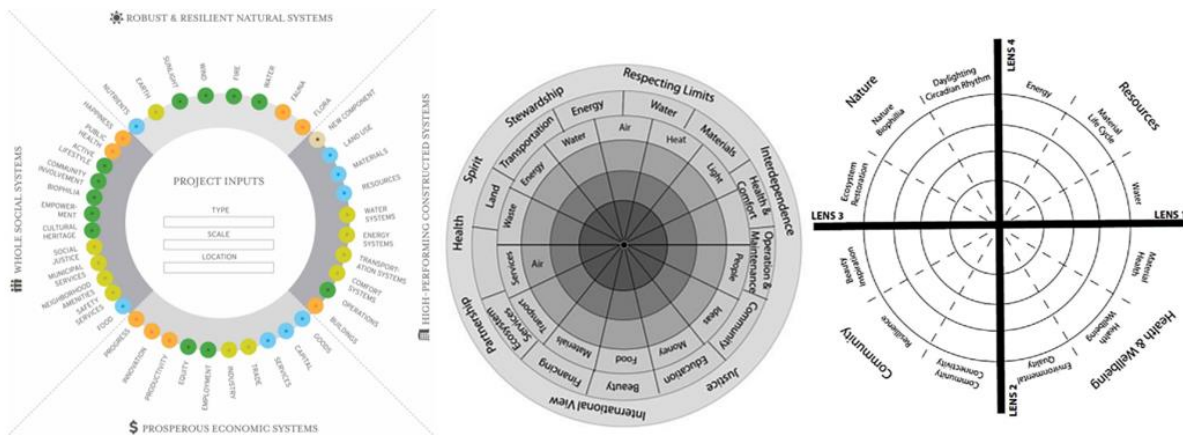 ROBUST & RESILIENT NATURAL SYSTEMS
NUTRIENTS
EARTH
SUNLIGHT
WIND
FIRE
WATER
FAUNA
FLORA
NEW COMPONENT
LAND USE
MATERIALS
RESOURCES
WATER
SYSTEMS
ENERGY
SYSTEMS
TRANSPORT-
ATION SYSTEMS
COMFORT
SYSTEMS
OPERATIONS
BUILDINGS
GOODS
CAPITAL
SERVICES
TRADE
INDUSTRY
EMPLOYMENT
EQUITY
PRODUCTIVITY
INNOVATION
PROGRESS
FOOD
SAFETY
SERVICES
NEIGHBORHOOD
AMENITIES
MUNICIPAL
SERVICES
SOCIAL
JUSTICE
CULTURAL
HERITAGE
EMPOWER-
MENT
BIOPHILIA
COMMUNITY
INVOLVEMENT
ACTIVE
LIFESTYLE
PUBLIC
HEALTH
HAPPINESS
WHOLE SOCIAL SYSTEMS
HIGH-PERFORMING CONSTRUCTED SYSTEMS
PROJECT INPUTS
TYPE
SCALE
LOCATION
$ PROSPEROUS ECONOMIC SYSTEMS
Respecting Limits
Interdependence
Justice
International View
Partnership
Health
Spirit
Stewardship
Energy
Water
Materials
Health &
Comfort
Operation &
Maintenance
Community
Education
Beauty
Financing
Ecosystem
Services
Land
Transportation
Air
Heat
Light
People
Ideas
Money
Food
Materials
Transport
Services
Air
Waste
Energy
Water
LENS 4
LENS 3
LENS 2
LENS 1
Nature
Resources
Health & Wellbeing
Community
Daylighting
Circadian Rhythm
Energy
Material
Life Cycle
Water
Material
Health
Health
Wellbeing
Environmental
Quality
Community
Connectivity
Resilience
Beauty
Inspiration
Ecosystem
Restoration
Nature
Biophilia